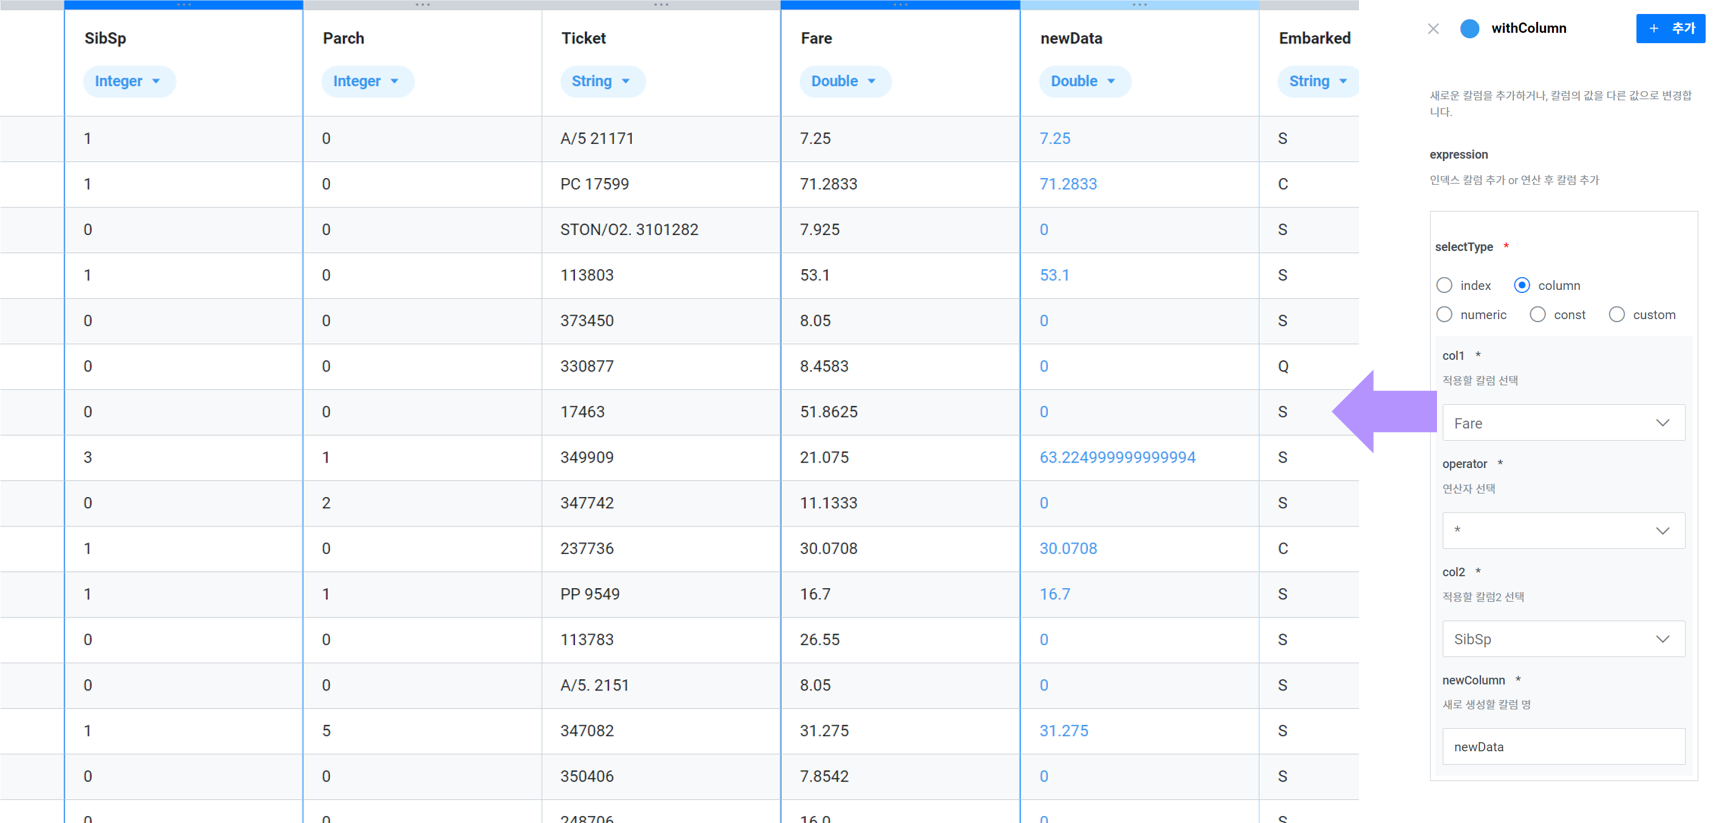 SibSp Parch Ticket Fare newData Embarked
Integer Integer String Double Double String
1 0 A/5 21171 7.25 7.25 S
1 0 PC 17599 71.2833 71.2833 C
0 0 STON/O2. 3101282 7.925 0 S
1 0 113803 53.1 53.1 S
0 0 373450 8.05 0 S
0 0 330877 8.4583 0 Q
0 0 17463 51.8625 0 S
3 1 349909 21.075 63.224999999999994 S
0 2 347742 11.1333 0 S
1 0 237736 30.0708 30.0708 C
1 1 PP 9549 16.7 16.7 S
0 0 113783 26.55 0 S
0 0 A/5. 2151 8.05 0 S
1 5 347082 31.275 31.275 S
0 0 350406 7.8542 0 S
0 0 248706 16.0 0 S
withColumn
+ 추가
새로운 칼럼을 추가하거나, 칼럼의 값을 다른 값으로 변경합
니다.
expression
인덱스 칼럼 추가 or 연산 후 칼럼 추가
selectType *
index column
numeric const custom
col1 *
적용할 칼럼 선택
Fare
operator *
연산자 선택
*
col2 *
적용할 칼럼2 선택
SibSp
newColumn *
새로 생성할 칼럼 명
newData